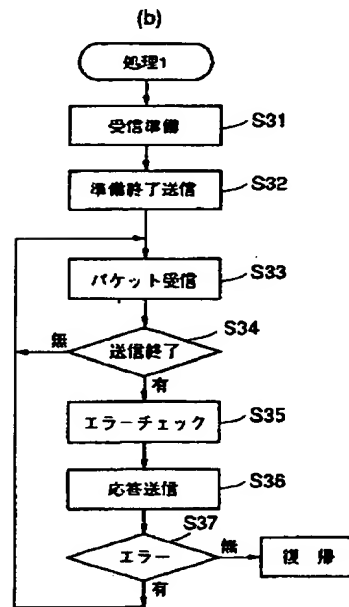 (b)
処理1
受信準備
S31
準備終了送信
S32
パケット受信
S33
送信終了
S34
無
有
エラーチェック
S35
応答送信
S36
エラー
S37
無
復帰
有